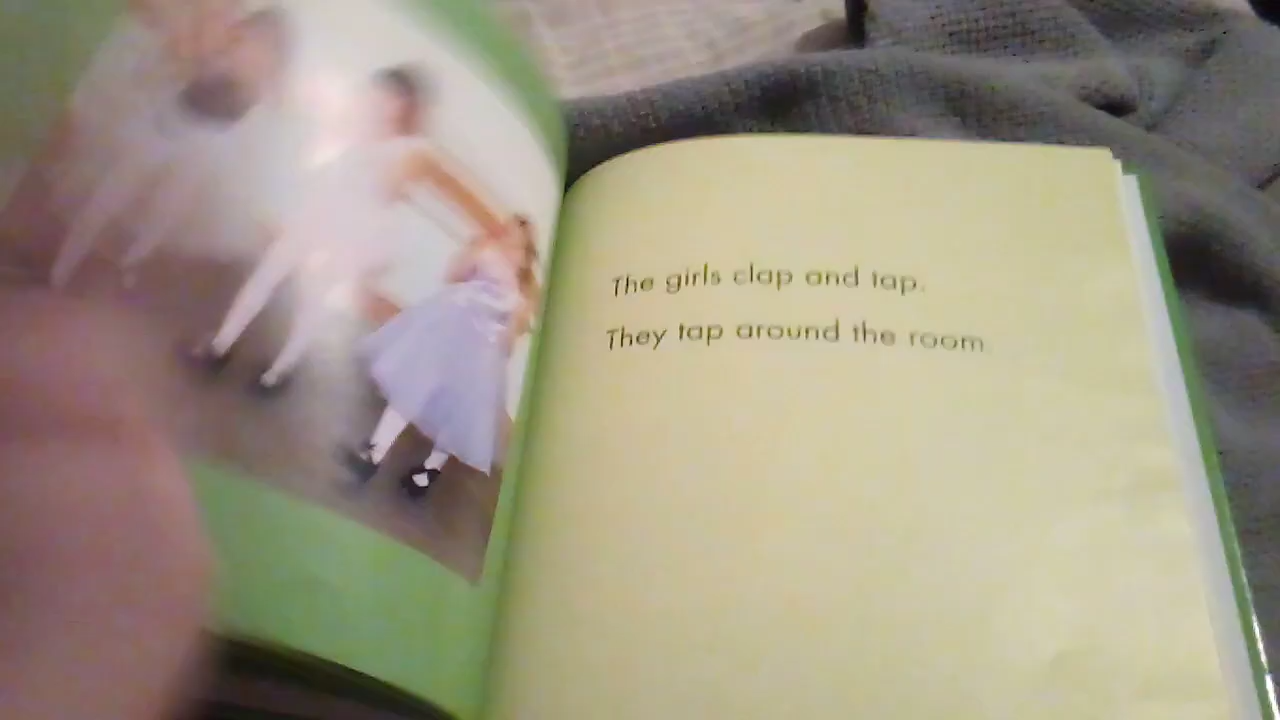 The girls clap and tap.
They tap around the room.